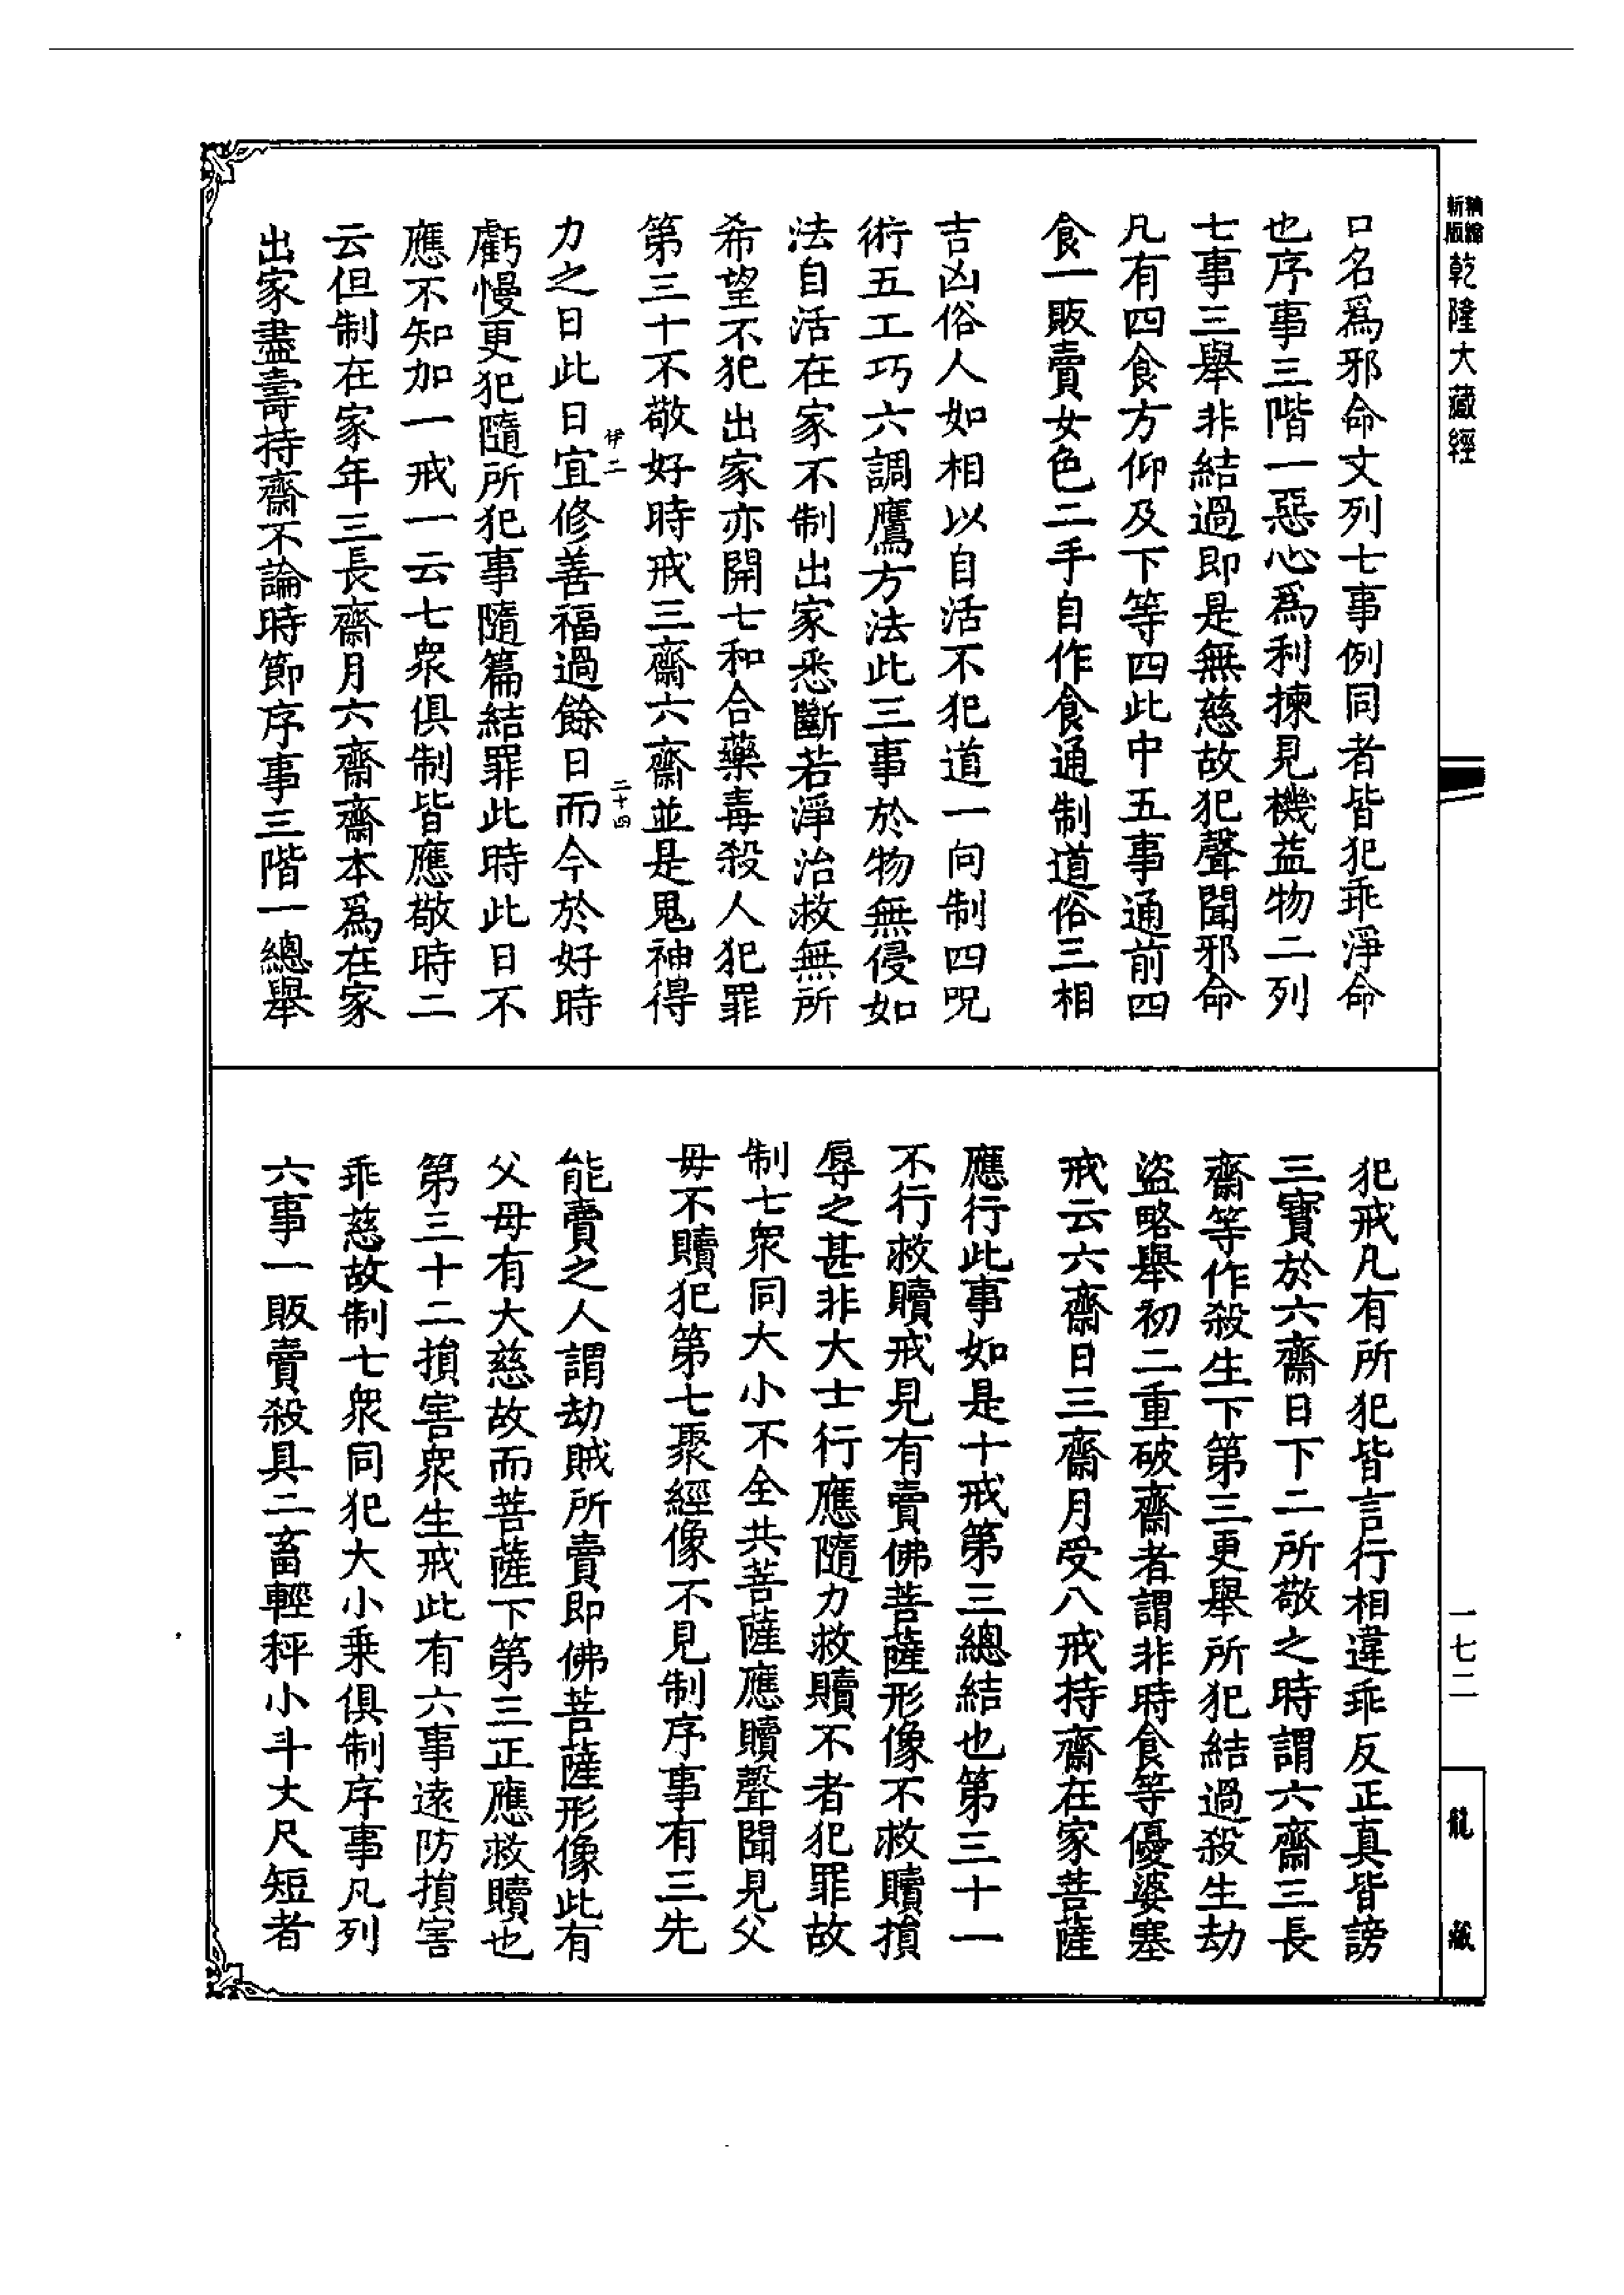 新編縮版乾隆大藏經
口名爲邪命文列七事例同者皆犯乖淨命
也序事三階一惡心爲利揀見機益物二列
七事三舉非結過即是無慈故犯聲聞邪命
凡有四食方仰及下等四此中五事通前四
食一販賣女色二手自作食通制道俗三相
吉凶俗人如相以自活不犯道一向制四呪
術五工巧六調鷹方法此三事於物無侵如
法自活在家不制出家悉斷若淨治救無所
希望不犯出家亦開七和合藥毒殺人犯罪
第三十不敬好時戒三齋六齋並是鬼神得
伊二
二十四
力之日此日宜修善福過餘日而今於好時
虧慢更犯隨所犯事隨篇結罪此時此日不
應不知加一戒一云七衆俱制皆應敬時二
云但制在家年三長齋月六齋齋本爲在家
出家盡壽持齋不論時節序事三階一總舉
犯戒凡有所犯皆言行相違乖反正真皆謗
三寶於六齋日下二所敬之時謂六齋三長
齋等作殺生下第三更舉所犯結過殺生劫
盜略舉初二重破齋者謂非時食等優婆塞
戒云六齋日三齋月受八戒持齋在家菩薩
應行此事如是十戒第三總結也第三十一
不行救贖戒見有賣佛菩薩形像不救贖損
辱之甚非大士行應隨力救贖不者犯罪故
制七衆同大小不全共菩薩應贖聲聞見父
毋不贖犯第七聚經像不見制序事有三先
能賣之人謂劫賊所賣即佛菩薩形像此有
父毋有大慈故而菩薩下第三正應救贖也
第三十二損害衆生戒此有六事遠防損害
乖慈故制七衆同犯大小乗俱制序事凡列
六事一販賣殺具二畜輕秤小斗大尺短者
一七二
龍藏